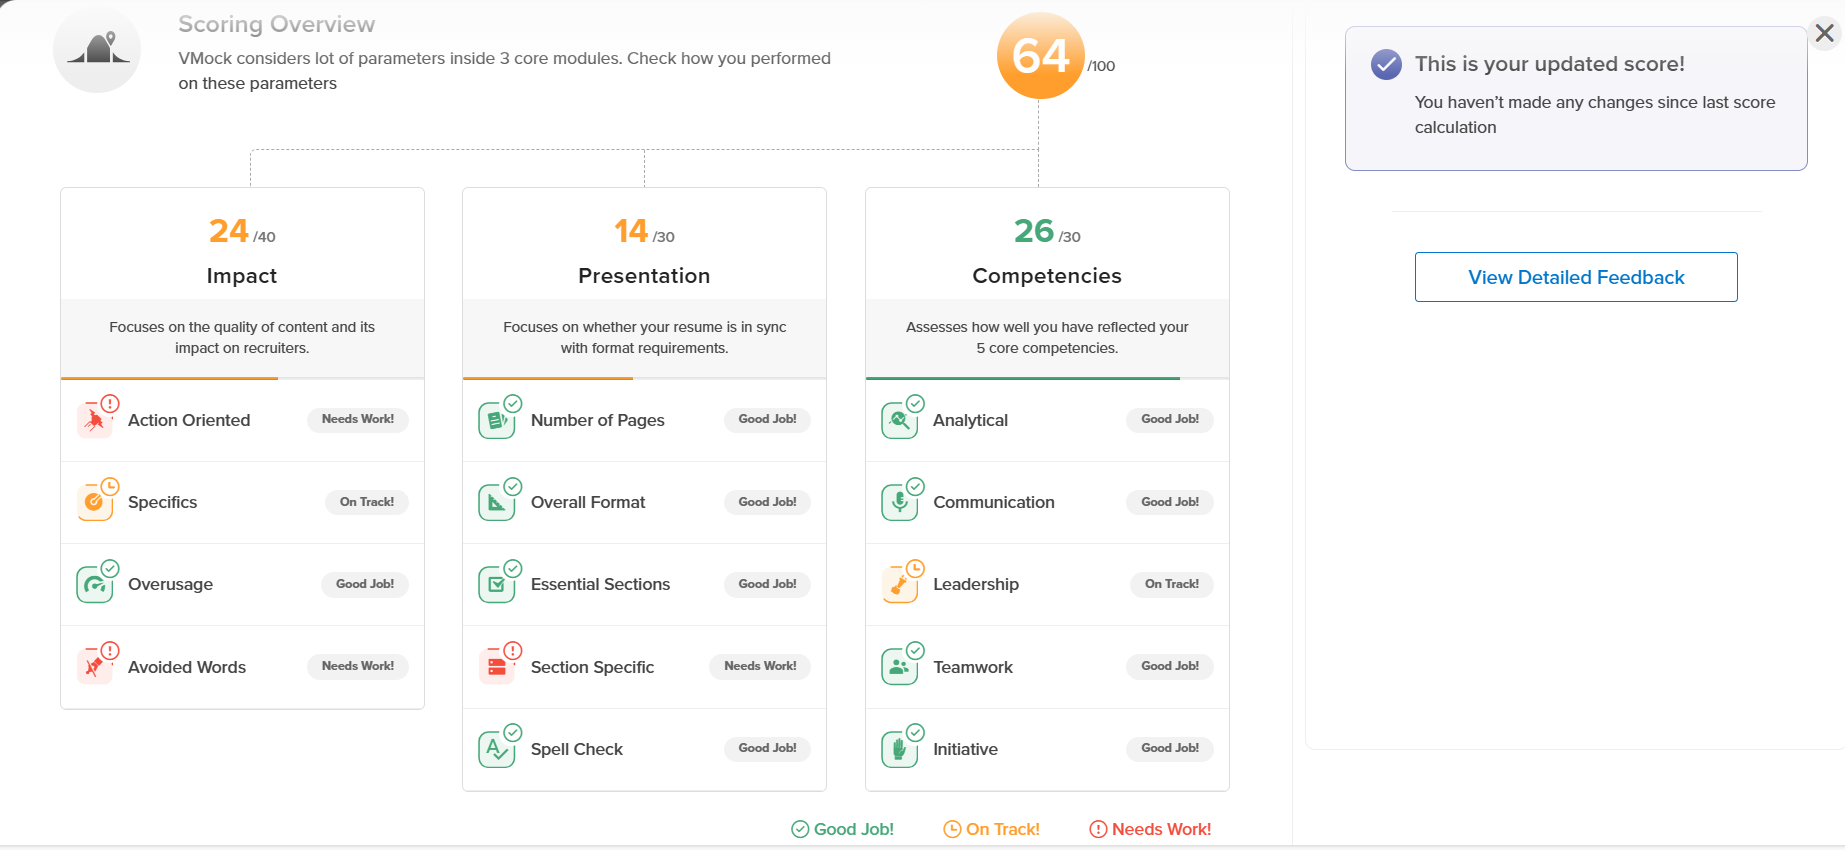 Scoring Overview
VMock considers lot of parameters inside 3 core modules. Check how you performed
on these parameters
64 /100
24 /40
Impact
Focuses on the quality of content and its
impact on recruiters.
Action Oriented Needs Work!
Specifics On Track!
Overusage Good Job!
Avoided Words Needs Work!
14 /30
Presentation
Focuses on whether your resume is in sync
with format requirements.
Number of Pages Good Job!
Overall Format Good Job!
Essential Sections Good Job!
Section Specific Needs Work!
Spell Check Good Job!
26 /30
Competencies
Assesses how well you have reflected your
5 core competencies.
Analytical Good Job!
Communication Good Job!
Leadership On Track!
Teamwork Good Job!
Initiative Good Job!
Good Job! On Track! Needs Work!
This is your updated score!
You haven’t made any changes since last score
calculation
View Detailed Feedback